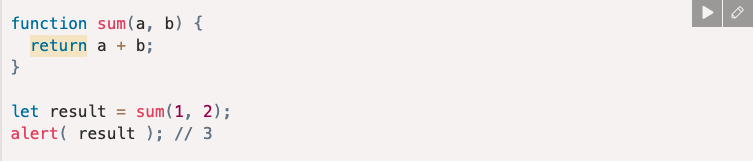 function sum(a, b) {
  return a + b;
}

let result = sum(1, 2);
alert( result ); // 3